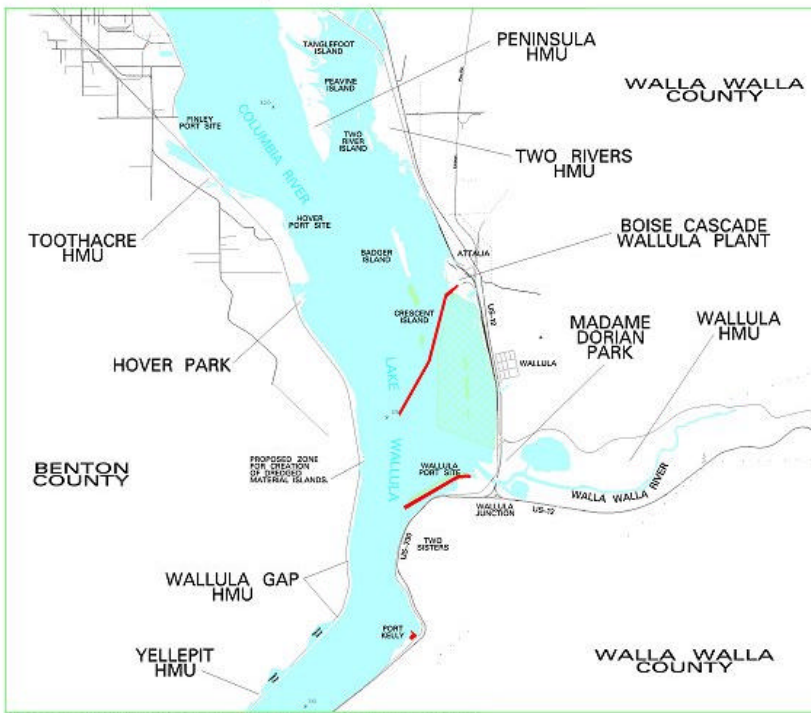 TANGLEFOOT
ISLAND
PENINSULA
HMU
PEAVINE
ISLAND
WALLA WALLA
COUNTY
FINLEY
PORT SITE
COLUMBIA RIVER
TWO
RIVER
ISLAND
TWO RIVERS
HMU
TOOTHACRE
HMU
HOVER
PORT SITE
BOISE CASCADE
WALLULA PLANT
BADGER
ISLAND
ATTALIA
CRESCENT
ISLAND
US-12
MADAME
DORIAN
PARK
WALLULA
HMU
HOVER PARK
LAKE WALLULA
WALLULA
BENTON
COUNTY
PROPOSED ZONE
FOR CREATION
OF DREDGED
MATERIAL ISLANDS.
WALLULA
PORT SITE
WALLA WALLA RIVER
WALLULA
JUNCTION
US-12
US-730
TWO
SISTERS
WALLULA GAP
HMU
PORT
KELLY
YELLEPIT
HMU
WALLA WALLA
COUNTY